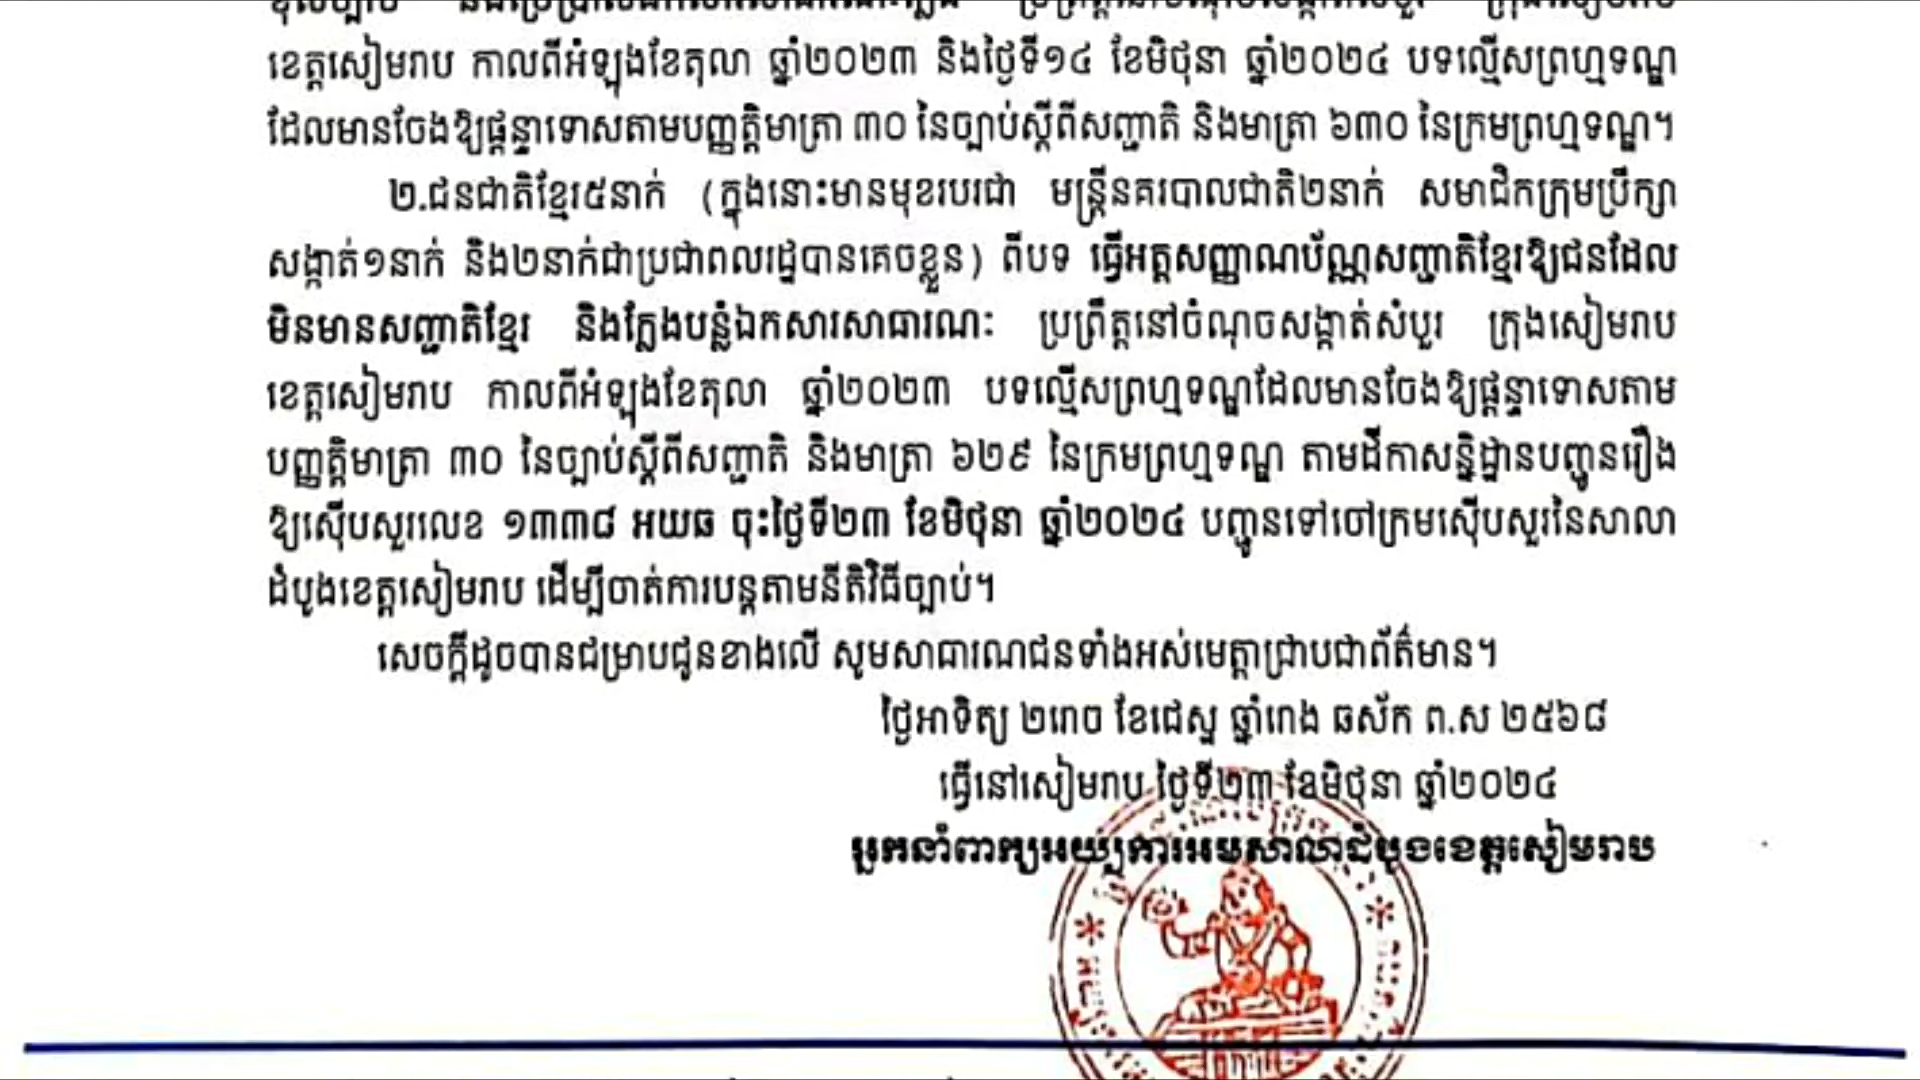 ខេត្តសៀមរាប កាលពីអំឡុងខែតុលា ឆ្នាំ២០២៣ និងថ្ងៃទី១៤ ខែមិថុនា ឆ្នាំ២០២៤ បទល្មើសព្រហ្មទណ្ឌ
ដែលមានចែងឱ្យផ្តន្ទាទោសតាមបញ្ញត្តិមាត្រា ៣០ នៃច្បាប់ស្តីពីសញ្ជាតិ និងមាត្រា ៦៣០ នៃក្រមព្រហ្មទណ្ឌ។
២.ជនជាតិខ្មែរ៥នាក់ (ក្នុងនោះមានមុខរបរជា មន្ត្រីនគរបាលជាតិ២នាក់ សមាជិកក្រុមប្រឹក្សា
សង្កាត់១នាក់ និង២នាក់ជាប្រជាពលរដ្ឋបានគេចខ្លួន) ពីបទ ធ្វើអត្តសញ្ញាណប័ណ្ណសញ្ជាតិខ្មែរឱ្យជនដែល
មិនមានសញ្ជាតិខ្មែរ និងក្លែងបន្លំឯកសារសាធារណៈ ប្រព្រឹត្តនៅចំណុចសង្កាត់សំបួរ ក្រុងសៀមរាប
ខេត្តសៀមរាប កាលពីអំឡុងខែតុលា ឆ្នាំ២០២៣ បទល្មើសព្រហ្មទណ្ឌដែលមានចែងឱ្យផ្តន្ទាទោសតាម
បញ្ញត្តិមាត្រា ៣០ នៃច្បាប់ស្តីពីសញ្ជាតិ និងមាត្រា ៦២៩ នៃក្រមព្រហ្មទណ្ឌ តាមដីកាសន្និដ្ឋានបញ្ជូនរឿង
ឱ្យស៊ើបសួរលេខ ១៣៣៨ អយឆ ចុះថ្ងៃទី២៣ ខែមិថុនា ឆ្នាំ២០២៤ បញ្ជូនទៅចៅក្រមស៊ើបសួរនៃសាលា
ដំបូងខេត្តសៀមរាប ដើម្បីចាត់ការបន្តតាមនីតិវិធីច្បាប់។
សេចក្តីដូចបានជម្រាបជូនខាងលើ សូមសាធារណជនទាំងអស់មេត្តាជ្រាបជាព័ត៌មាន។
ថ្ងៃអាទិត្យ ២រោច ខែជេស្ឋ ឆ្នាំរោង ឆស័ក ព.ស ២៥៦៨
ធ្វើនៅសៀមរាប ថ្ងៃទី២៣ ខែមិថុនា ឆ្នាំ២០២៤
អ្នកនាំពាក្យអយ្យការអមសាលាដំបូងខេត្តសៀមរាប